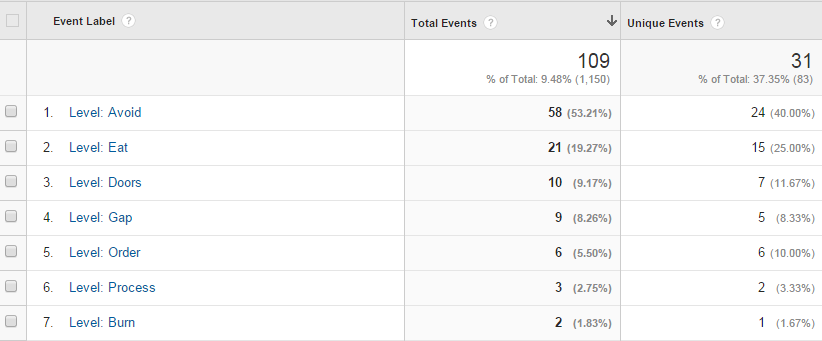 Event Label ? Total Events ? Unique Events ?
109 31
% of Total: 9.48% (1,150) % of Total: 37.35% (83)
1. Level: Avoid 58 (53.21%) 24 (40.00%)
2. Level: Eat 21 (19.27%) 15 (25.00%)
3. Level: Doors 10 (9.17%) 7 (11.67%)
4. Level: Gap 9 (8.26%) 5 (8.33%)
5. Level: Order 6 (5.50%) 6 (10.00%)
6. Level: Process 3 (2.75%) 2 (3.33%)
7. Level: Burn 2 (1.83%) 1 (1.67%)